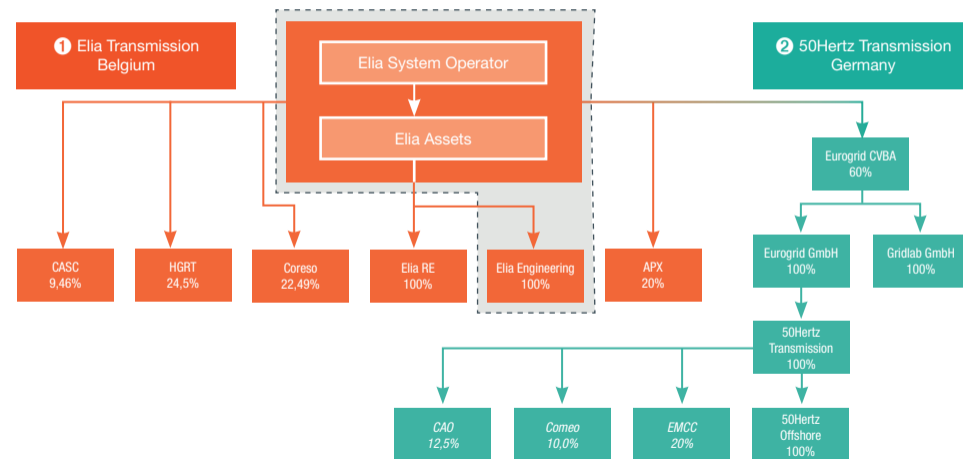 ❶ Elia Transmission
Belgium
Elia System Operator
Elia Assets
❷ 50Hertz Transmission
Germany
Eurogrid CVBA
60%
CASC
9,46%
HGRT
24,5%
Coreso
22,49%
Elia RE
100%
Elia Engineering
100%
APX
20%
Eurogrid GmbH
100%
Gridlab GmbH
100%
50Hertz
Transmission
100%
CAO
12,5%
Comeo
10,0%
EMCC
20%
50Hertz
Offshore
100%